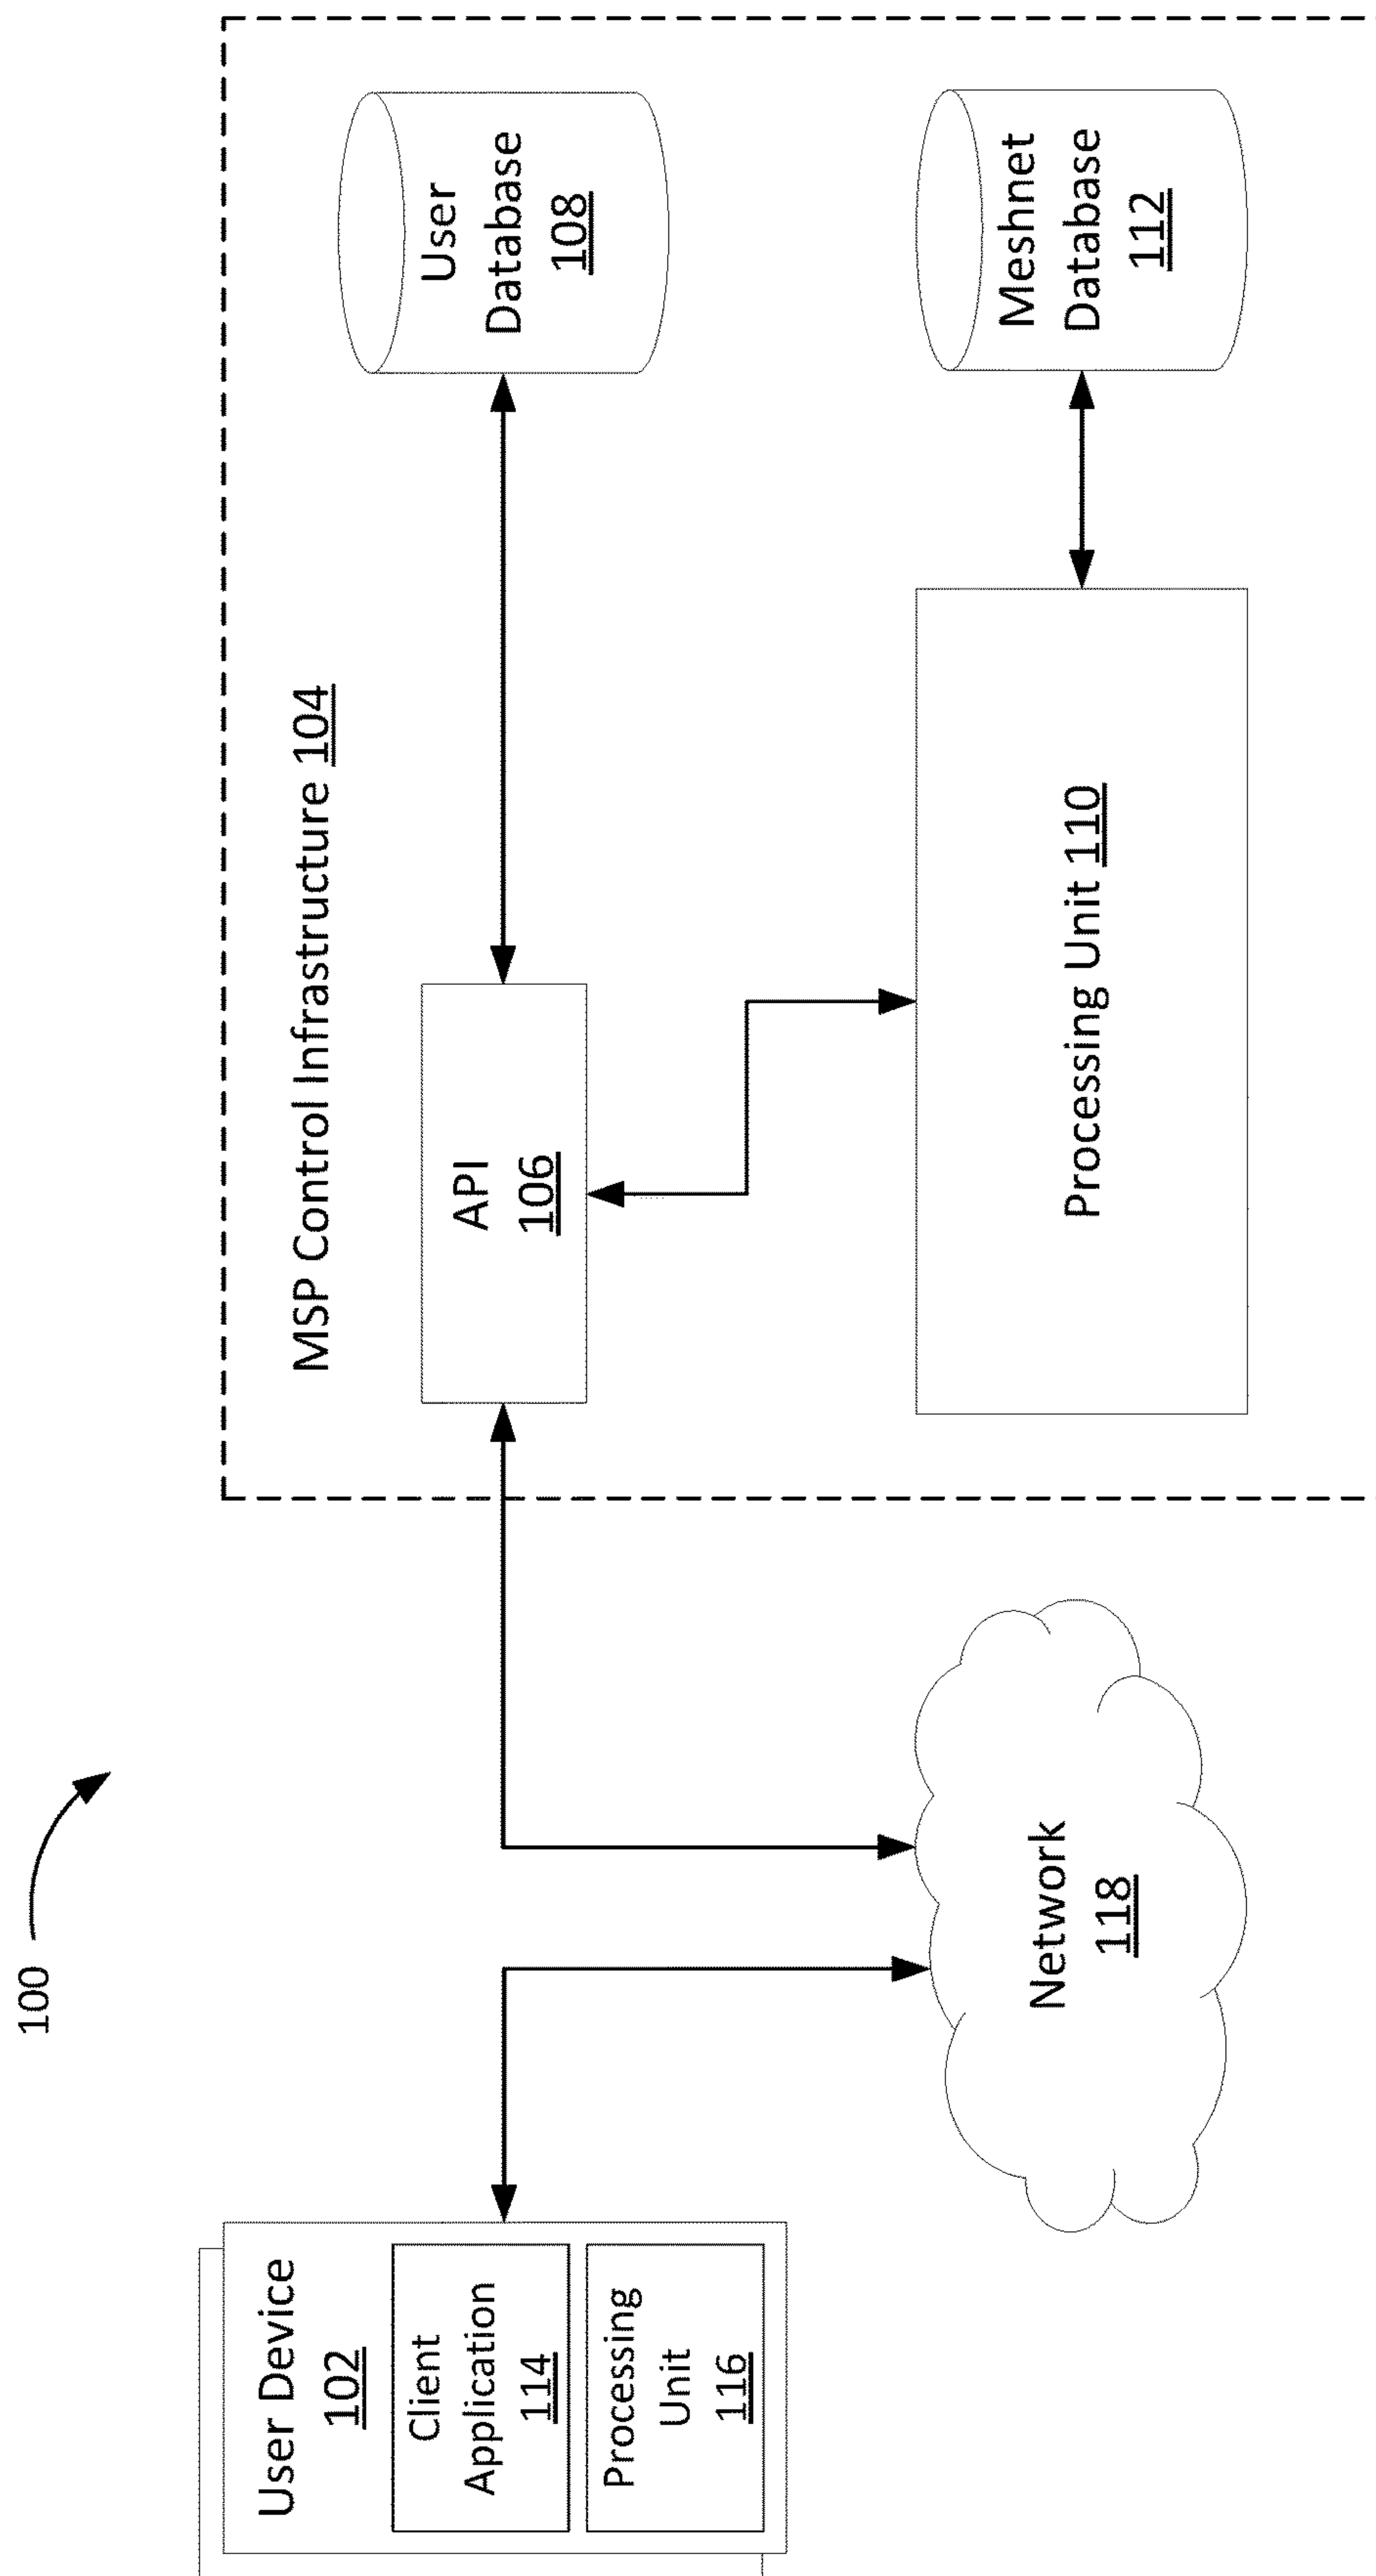 100
User Device
102
Client
Application
114
Processing
Unit
116
Network
118
MSP Control Infrastructure 104
API
106
User
Database
108
Processing Unit 110
Meshnet
Database
112